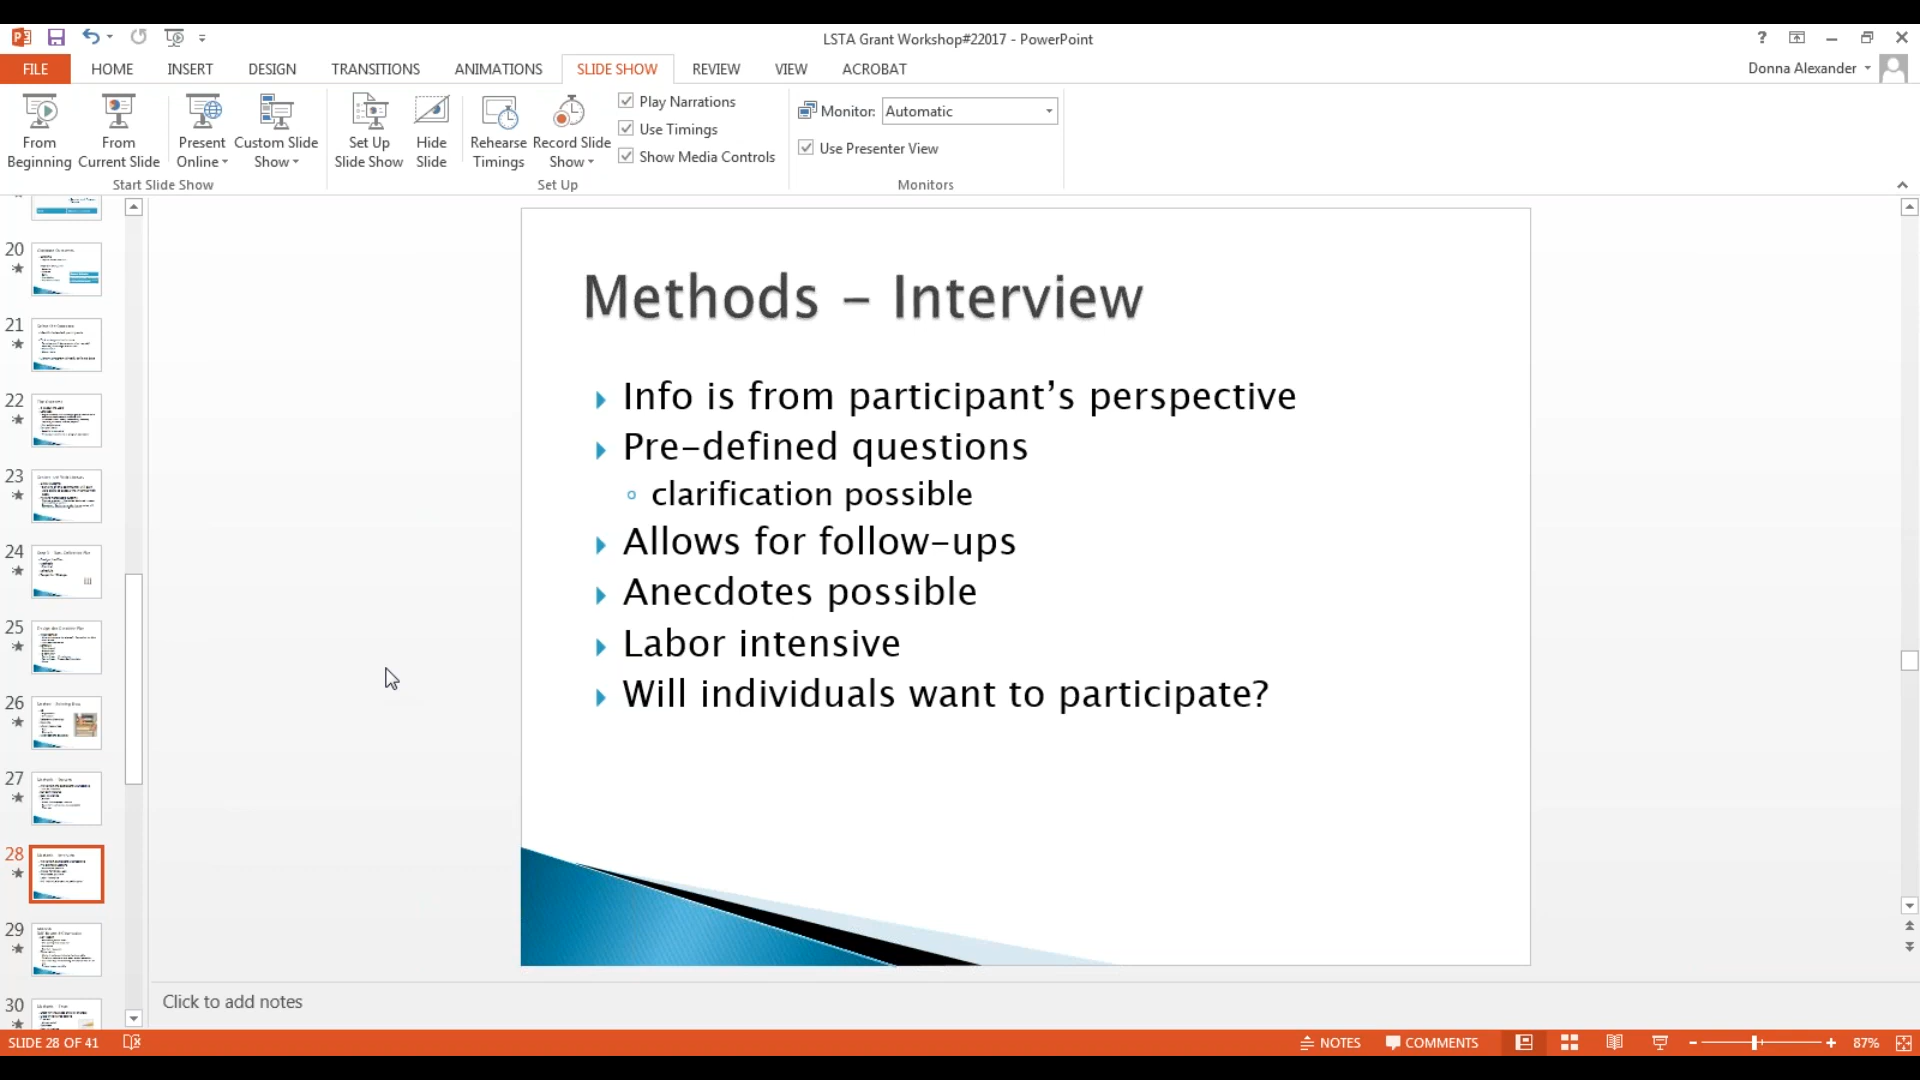 LSTA Grant Workshop#22017 - PowerPoint
?
FILE HOME INSERT DESIGN TRANSITIONS ANIMATIONS SLIDE SHOW REVIEW VIEW ACROBAT
Donna Alexander
From Beginning
From Current Slide
Present Online
Custom Slide Show
Start Slide Show
Set Up Slide Show
Hide Slide
Rehearse Timings
Record Slide Show
Play Narrations
Use Timings
Show Media Controls
Set Up
Monitor: Automatic
Use Presenter View
Monitors
20
21
22
23
24
25
26
27
28
29
30
Methods - Interview
Info is from participant’s perspective
Pre-defined questions
clarification possible
Allows for follow-ups
Anecdotes possible
Labor intensive
Will individuals want to participate?
Click to add notes
SLIDE 28 OF 41
NOTES
COMMENTS
87%